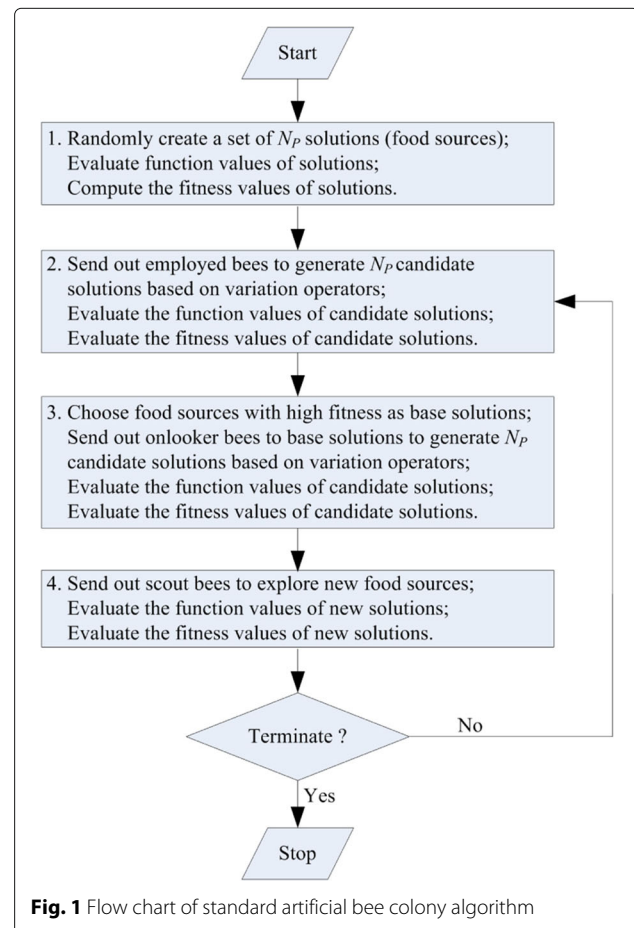 Start
1. Randomly create a set of NP solutions (food sources);
Evaluate function values of solutions;
Compute the fitness values of solutions.
2. Send out employed bees to generate NP candidate
solutions based on variation operators;
Evaluate the function values of candidate solutions;
Evaluate the fitness values of candidate solutions.
3. Choose food sources with high fitness as base solutions;
Send out onlooker bees to base solutions to generate NP
candidate solutions based on variation operators;
Evaluate the function values of candidate solutions;
Evaluate the fitness values of candidate solutions.
4. Send out scout bees to explore new food sources;
Evaluate the function values of new solutions;
Evaluate the fitness values of new solutions.
Terminate ?
No
Yes
Stop
Fig. 1 Flow chart of standard artificial bee colony algorithm